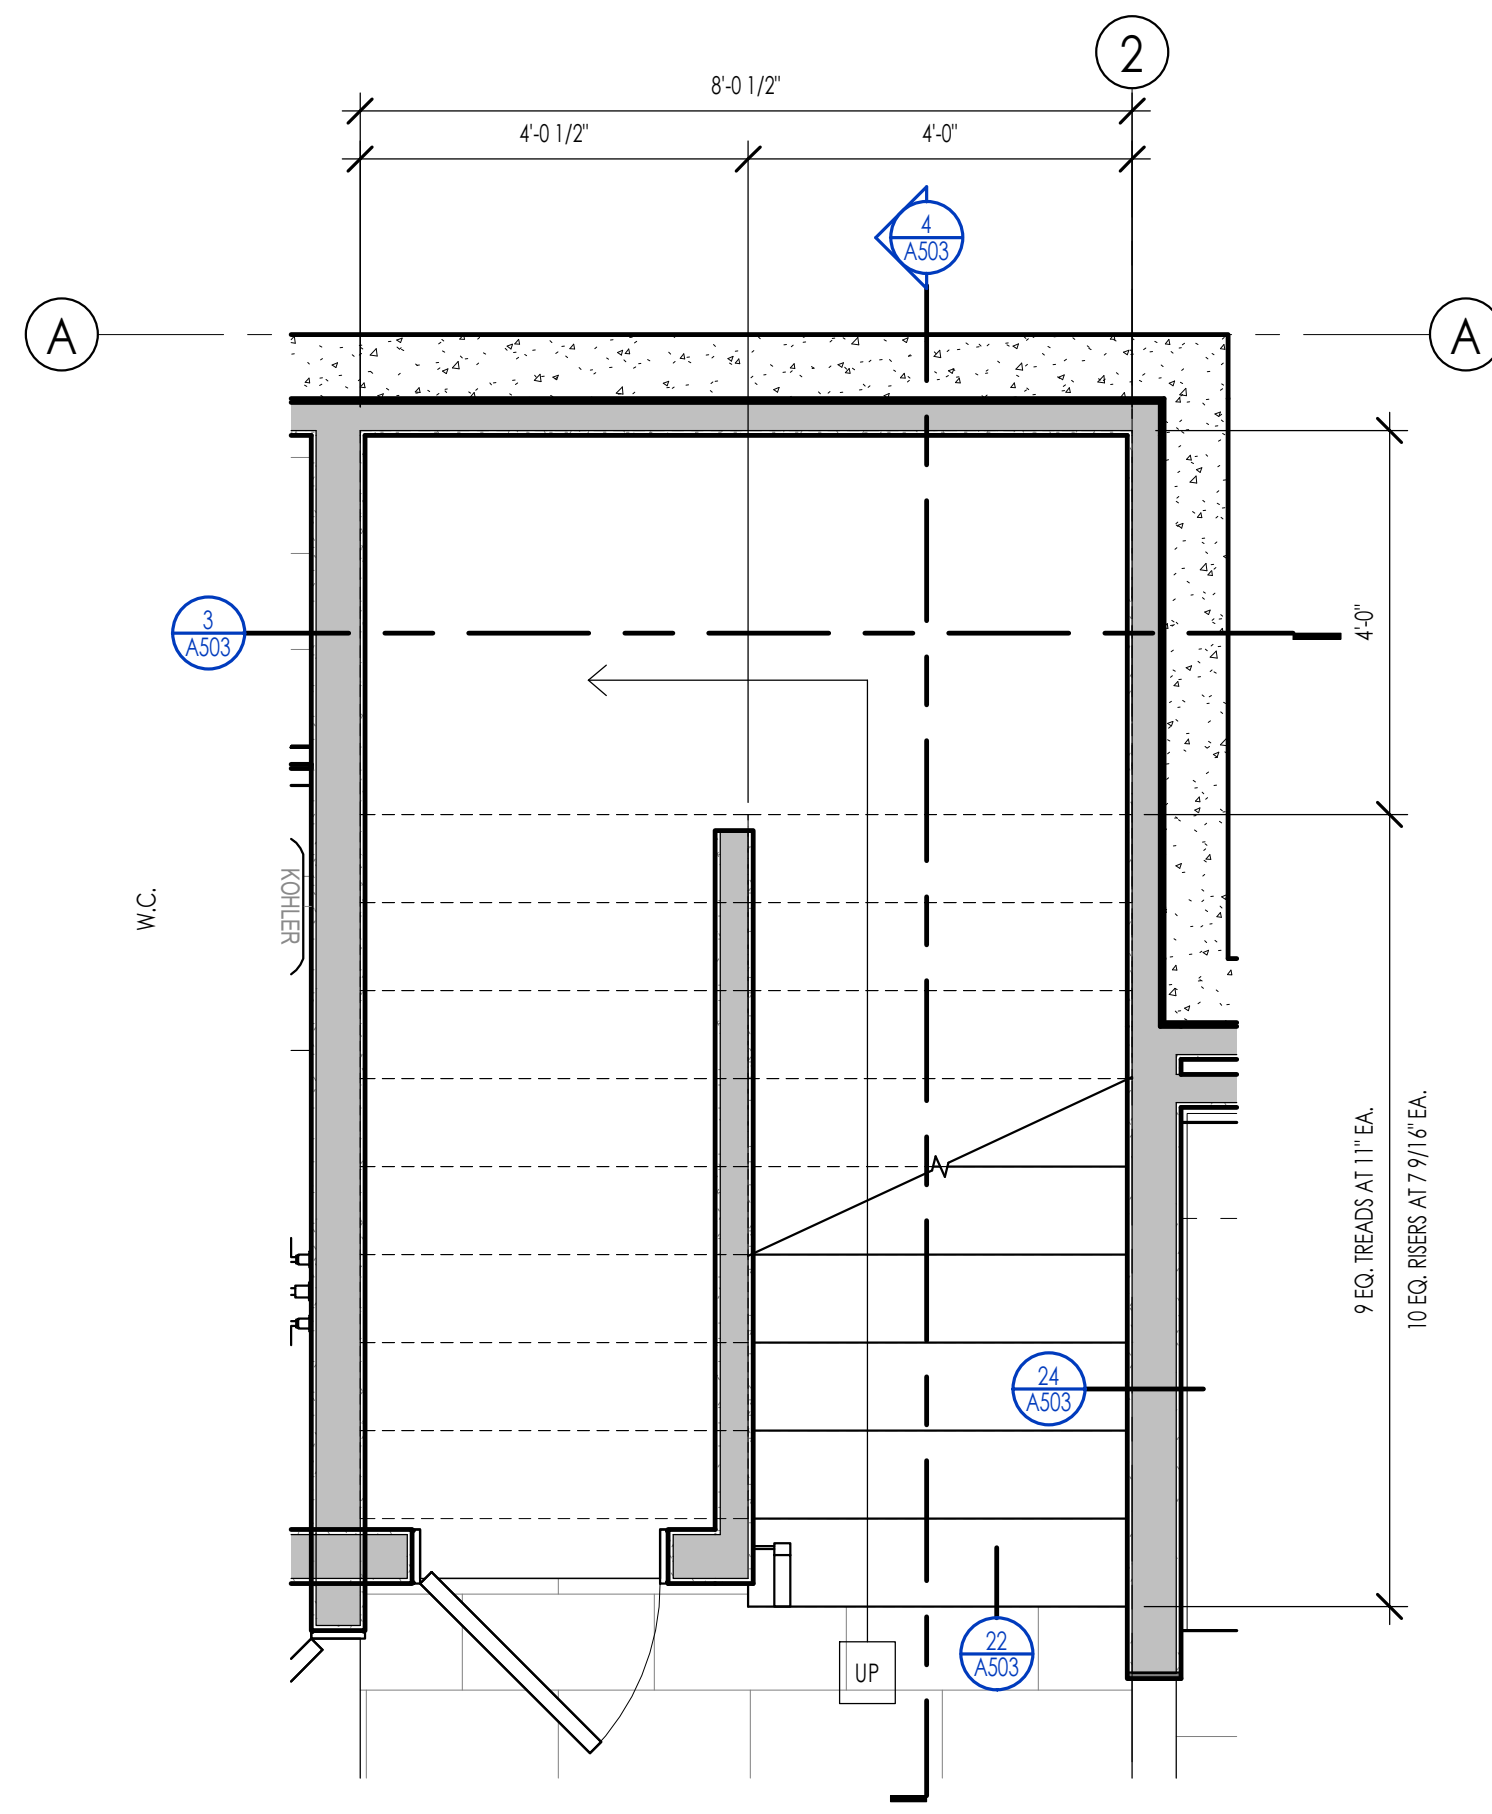 2
8'-0 1/2"
4'-0 1/2"
4'-0"
4
A503
A
A
3
A503
4'-0"
W.C.
KOHLER
9 EQ. TREADS AT 11" EA.
10 EQ. RISERS AT 7 9/16" EA.
24
A503
22
A503
UP